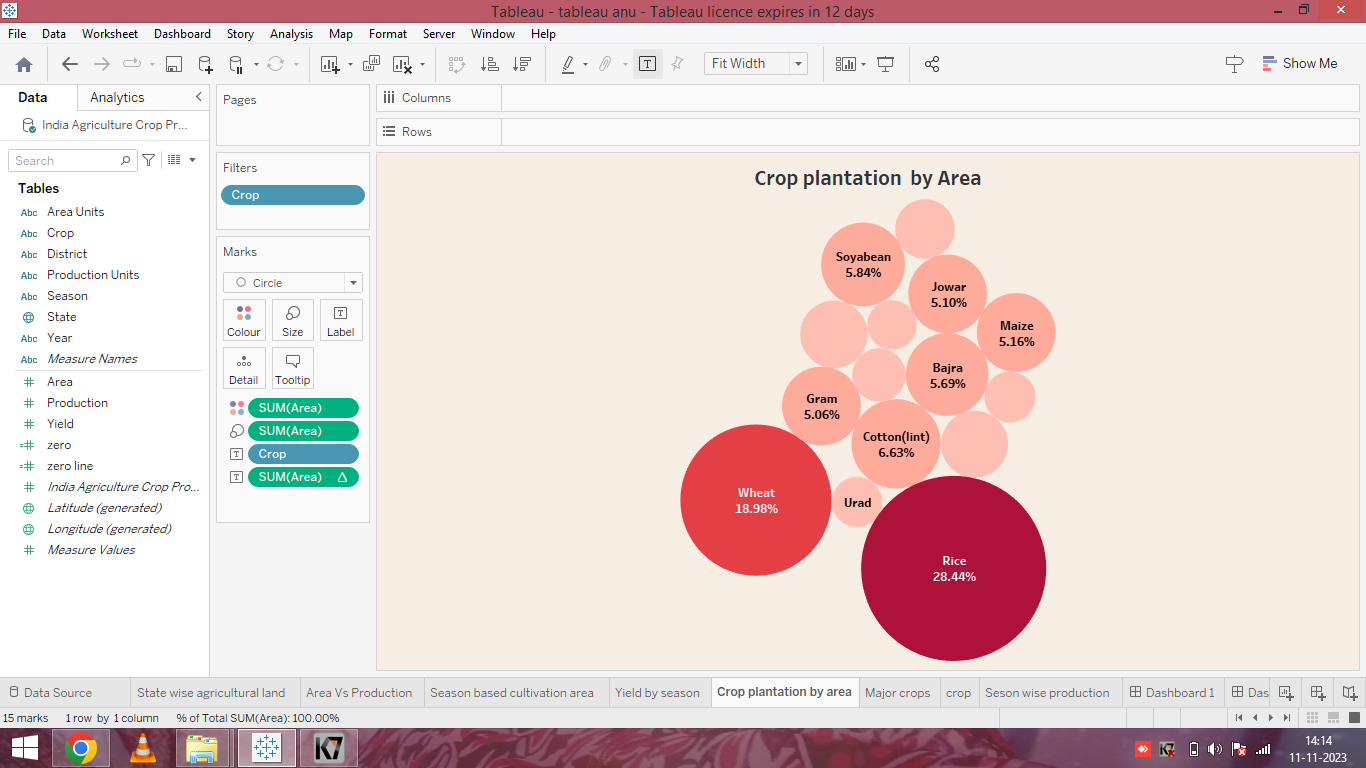 Tableau - tableau anu - Tableau licence expires in 12 days
File Data Worksheet Dashboard Story Analysis Map Format Server Window Help
Fit Width
Show Me
Data Analytics
India Agriculture Crop Pr...
Search
Tables
Abc Area Units
Abc Crop
Abc District
Abc Production Units
Abc Season
State
Abc Year
Abc Measure Names
# Area
# Production
# Yield
=# zero
=# zero line
# India Agriculture Crop Pro...
Latitude (generated)
Longitude (generated)
# Measure Values
Pages
Filters
Crop
Marks
Circle
Colour Size Label
Detail Tooltip
SUM(Area)
SUM(Area)
Crop
SUM(Area) △
Columns
Rows
Crop plantation by Area
Soyabean
5.84%
Jowar
5.10%
Maize
5.16%
Bajra
5.69%
Gram
5.06%
Cotton(lint)
6.63%
Wheat
18.98%
Urad
Rice
28.44%
Data Source State wise agricultural land Area Vs Production Season based cultivation area Yield by season Crop plantation by area Major crops crop Seson wise production Dashboard 1 Das
15 marks 1 row by 1 column % of Total SUM(Area): 100.00%
K7
14:14
11-11-2023